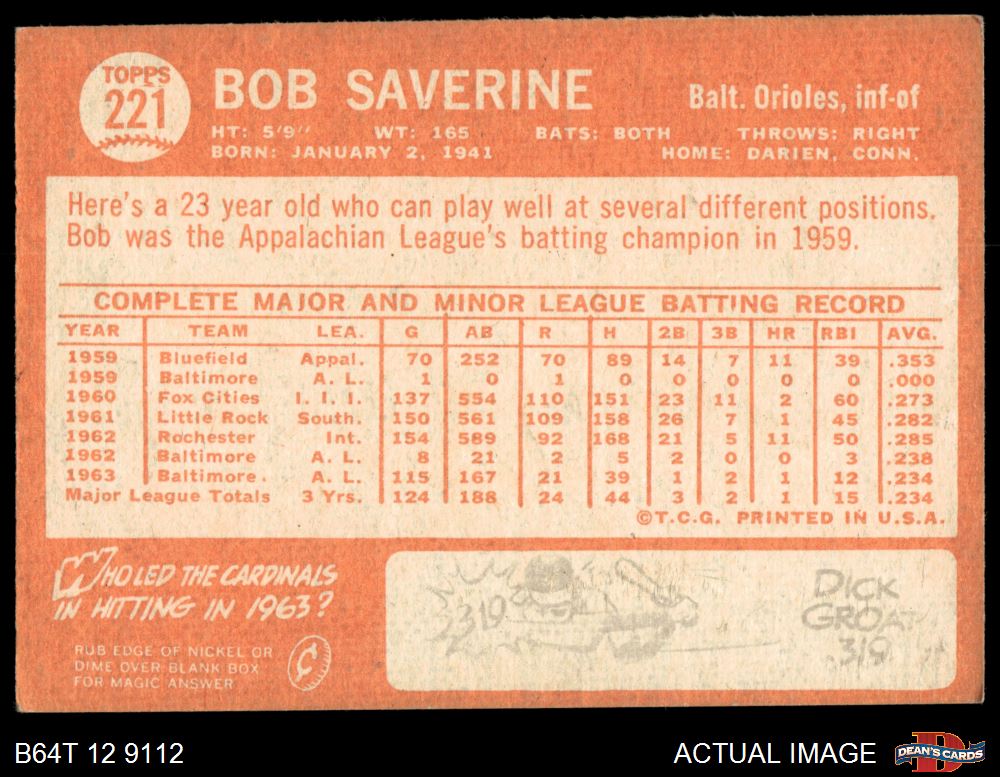 TOPPS
221
BOB SAVERINE
Balt. Orioles, inf-of
HT: 5'9" WT: 165 BATS: BOTH THROWS: RIGHT
BORN: JANUARY 2, 1941 HOME: DARIEN, CONN.
Here's a 23 year old who can play well at several different positions.
Bob was the Appalachian League's batting champion in 1959.
COMPLETE MAJOR AND MINOR LEAGUE BATTING RECORD
YEAR TEAM LEA. G AB R H 2B 3B HR RBI AVG.
1959 Bluefield Appal. 70 252 70 89 14 7 11 39 .353
1959 Baltimore A. L. 1 0 1 0 0 0 0 0 .000
1960 Fox Cities I. I. I. 137 554 110 151 23 11 2 60 .273
1961 Little Rock South. 150 561 109 158 26 7 1 45 .282
1962 Rochester Int. 154 589 92 168 21 5 11 50 .285
1962 Baltimore A. L. 8 21 2 5 2 0 0 3 .238
1963 Baltimore A. L. 115 167 21 39 1 2 1 12 .234
Major League Totals 3 Yrs. 124 188 24 44 3 2 1 15 .234
©T.C.G. PRINTED IN U.S.A.
WHO LED THE CARDINALS
IN HITTING IN 1963?
RUB EDGE OF NICKEL OR
DIME OVER BLANK BOX
FOR MAGIC ANSWER
¢
319
DICK
GROAT
.319
B64T 12 9112
ACTUAL IMAGE
D
DEAN'S CARDS